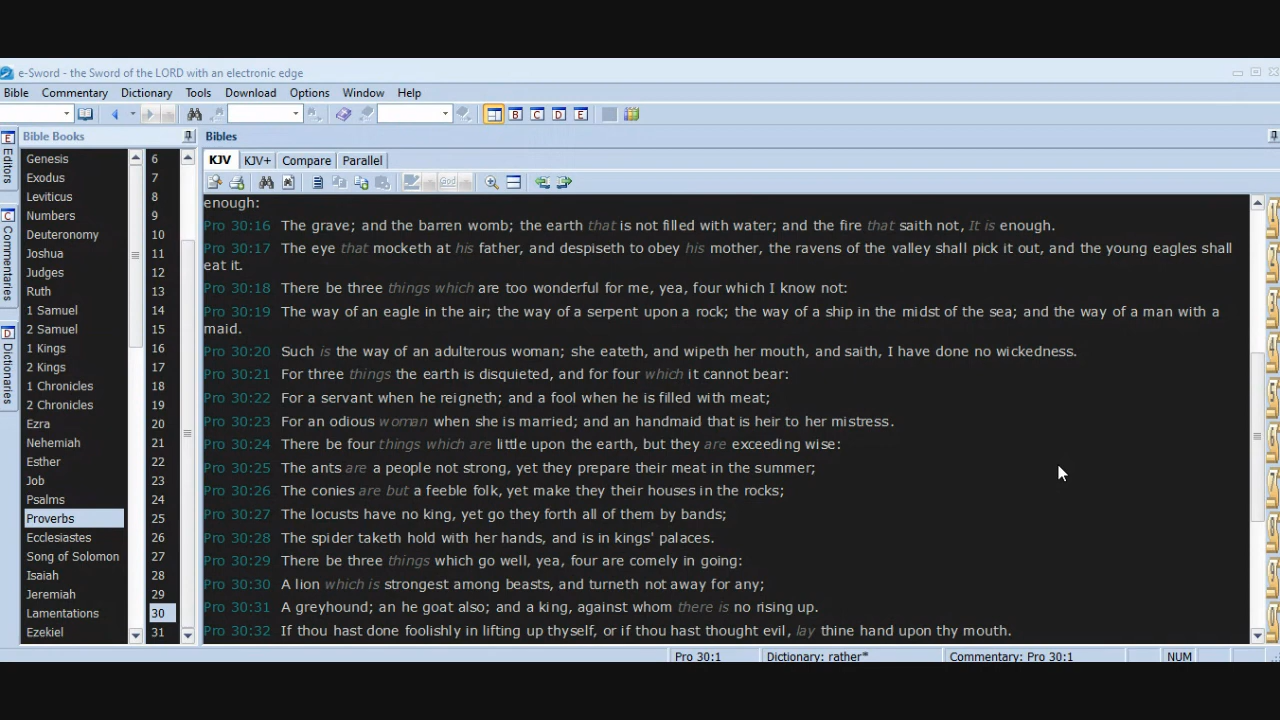 e-Sword - the Sword of the LORD with an electronic edge
Bible Commentary Dictionary Tools Download Options Window Help
B C D E
Bible Books
Bibles
E Editors
C Commentaries
D Dictionaries
KJV KJV+ Compare Parallel
God
Genesis 6
Exodus 7
Leviticus 8
Numbers 9
Deuteronomy 10
Joshua 11
Judges 12
Ruth 13
1 Samuel 14
2 Samuel 15
1 Kings 16
2 Kings 17
1 Chronicles 18
2 Chronicles 19
Ezra 20
Nehemiah 21
Esther 22
Job 23
Psalms 24
Proverbs 25
Ecclesiastes 26
Song of Solomon 27
Isaiah 28
Jeremiah 29
Lamentations 30
Ezekiel 31
enough:
Pro 30:16 The grave; and the barren womb; the earth that is not filled with water; and the fire that saith not, It is enough.
Pro 30:17 The eye that mocketh at his father, and despiseth to obey his mother, the ravens of the valley shall pick it out, and the young eagles shall
eat it.
Pro 30:18 There be three things which are too wonderful for me, yea, four which I know not:
Pro 30:19 The way of an eagle in the air; the way of a serpent upon a rock; the way of a ship in the midst of the sea; and the way of a man with a
maid.
Pro 30:20 Such is the way of an adulterous woman; she eateth, and wipeth her mouth, and saith, I have done no wickedness.
Pro 30:21 For three things the earth is disquieted, and for four which it cannot bear:
Pro 30:22 For a servant when he reigneth; and a fool when he is filled with meat;
Pro 30:23 For an odious woman when she is married; and an handmaid that is heir to her mistress.
Pro 30:24 There be four things which are little upon the earth, but they are exceeding wise:
Pro 30:25 The ants are a people not strong, yet they prepare their meat in the summer;
Pro 30:26 The conies are but a feeble folk, yet make they their houses in the rocks;
Pro 30:27 The locusts have no king, yet go they forth all of them by bands;
Pro 30:28 The spider taketh hold with her hands, and is in kings' palaces.
Pro 30:29 There be three things which go well, yea, four are comely in going:
Pro 30:30 A lion which is strongest among beasts, and turneth not away for any;
Pro 30:31 A greyhound; an he goat also; and a king, against whom there is no rising up.
Pro 30:32 If thou hast done foolishly in lifting up thyself, or if thou hast thought evil, lay thine hand upon thy mouth.
1
2
3
4
5
6
7
8
9
0
Pro 30:1 Dictionary: rather* Commentary: Pro 30:1 NUM